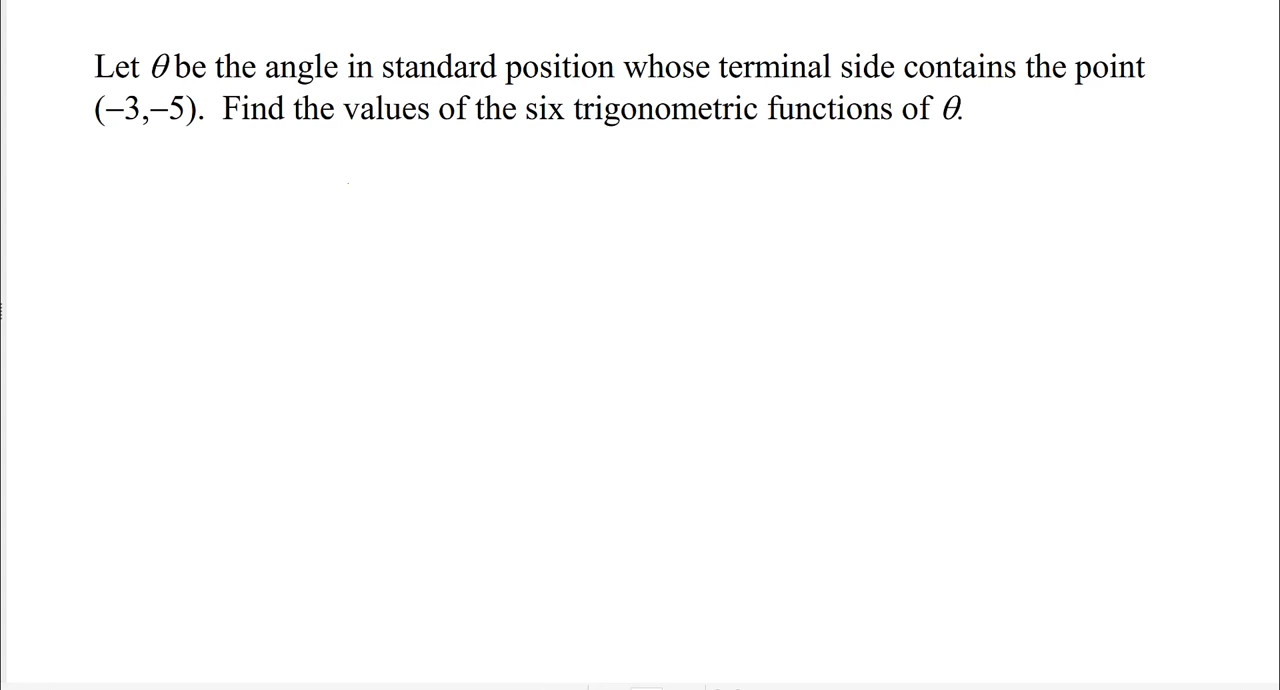 Let θ be the angle in standard position whose terminal side contains the point
(–3,–5).  Find the values of the six trigonometric functions of θ.